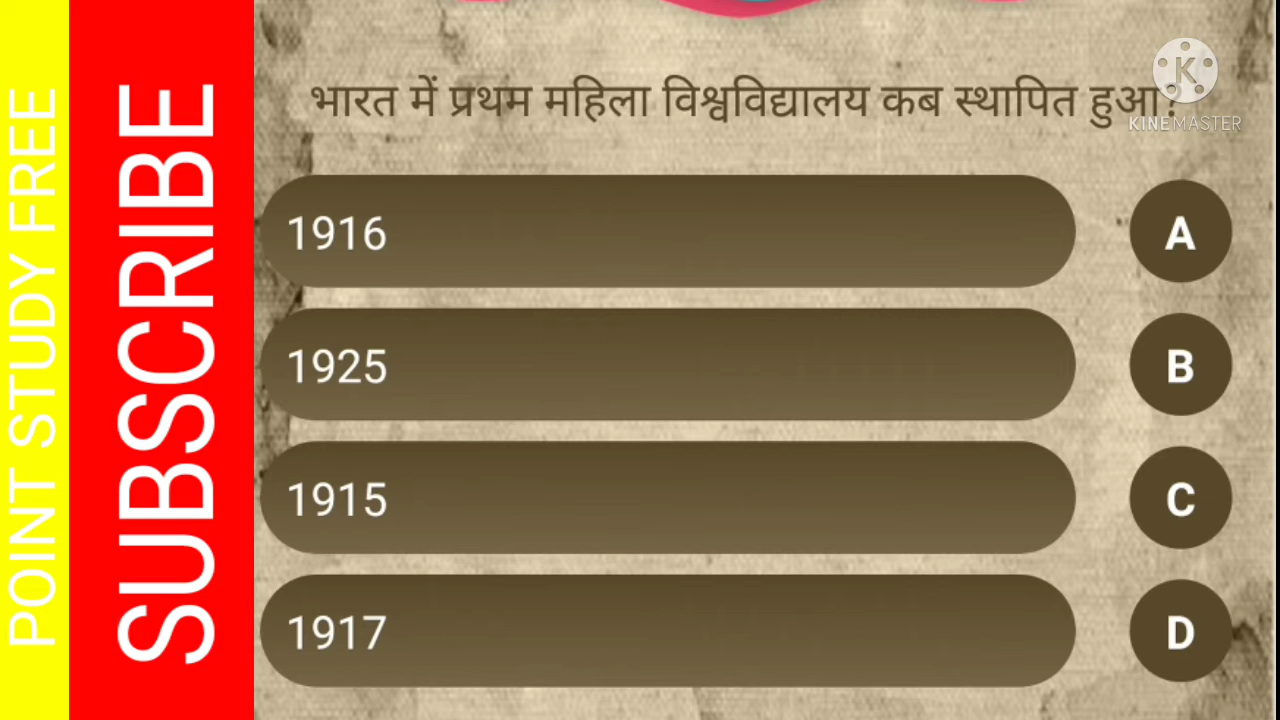 POINT STUDY FREE
SUBSCRIBE
भारत में प्रथम महिला विश्वविद्यालय कब स्थापित हुआ?
KINEMASTER
1916 A
1925 B
1915 C
1917 D